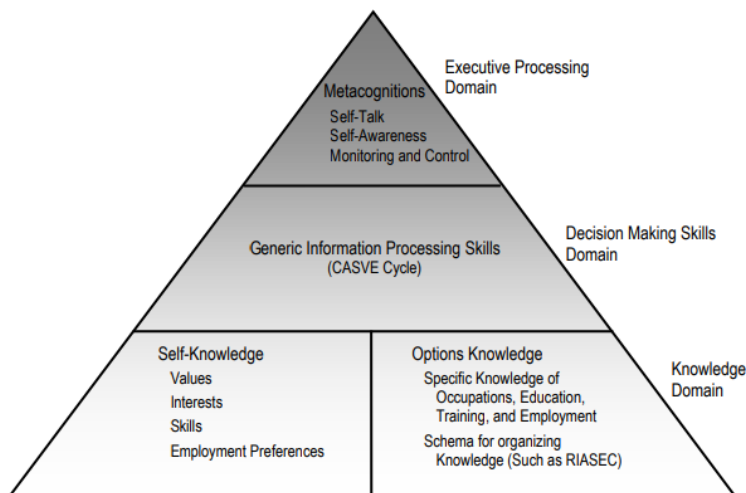 Executive Processing
Domain
Metacognitions
Self-Talk
Self-Awareness
Monitoring and Control
Decision Making Skills
Domain
Generic Information Processing Skills
(CASVE Cycle)
Knowledge
Domain
Self-Knowledge
Values
Interests
Skills
Employment Preferences
Options Knowledge
Specific Knowledge of
Occupations, Education,
Training, and Employment
Schema for organizing
Knowledge (Such as RIASEC)